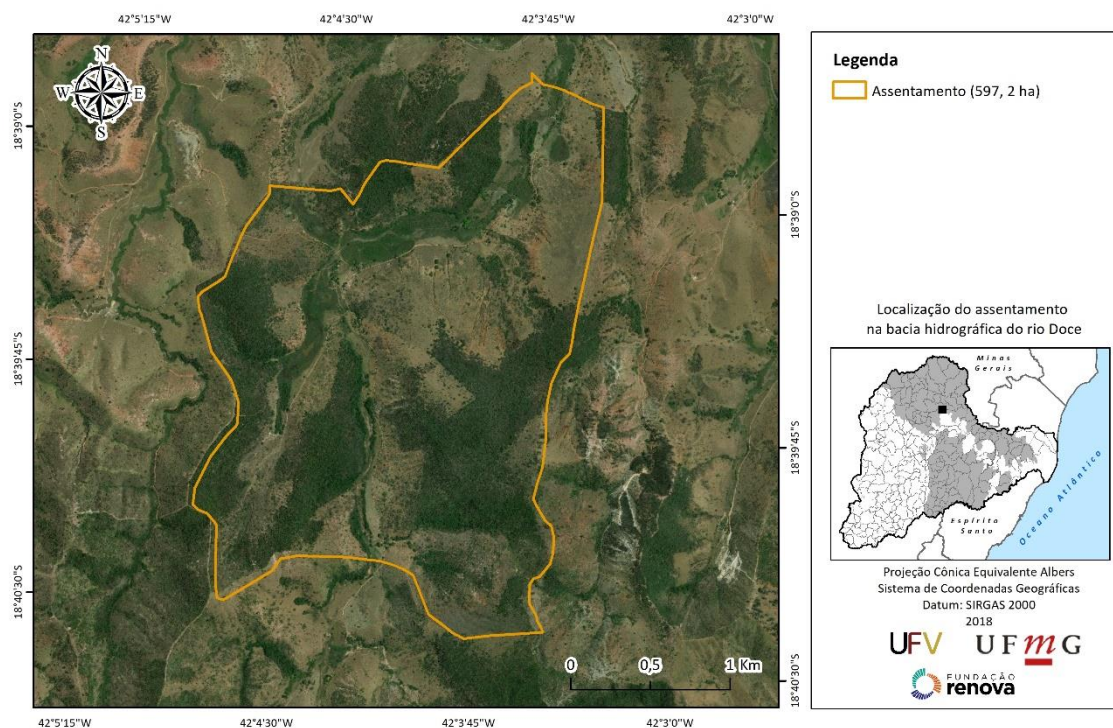 42°5'15"W
42°4'30"W
42°3'45"W
42°3'0"W
18°39'0"S
18°39'45"S
18°40'30"S
N
W
E
S
0
0,5
1 Km
18°39'0"S
18°39'45"S
18°40'30"S
42°5'15"W
42°4'30"W
42°3'45"W
42°3'0"W
Legenda
Assentamento (597, 2 ha)
Localização do assentamento
na bacia hidrográfica do rio Doce
Minas
Gerais
Espírito
Santo
Oceano Atlântico
Projeção Cônica Equivalente Albers
Sistema de Coordenadas Geográficas
Datum: SIRGAS 2000
2018
UFV
UFmG
FUNDAÇÃO
renova